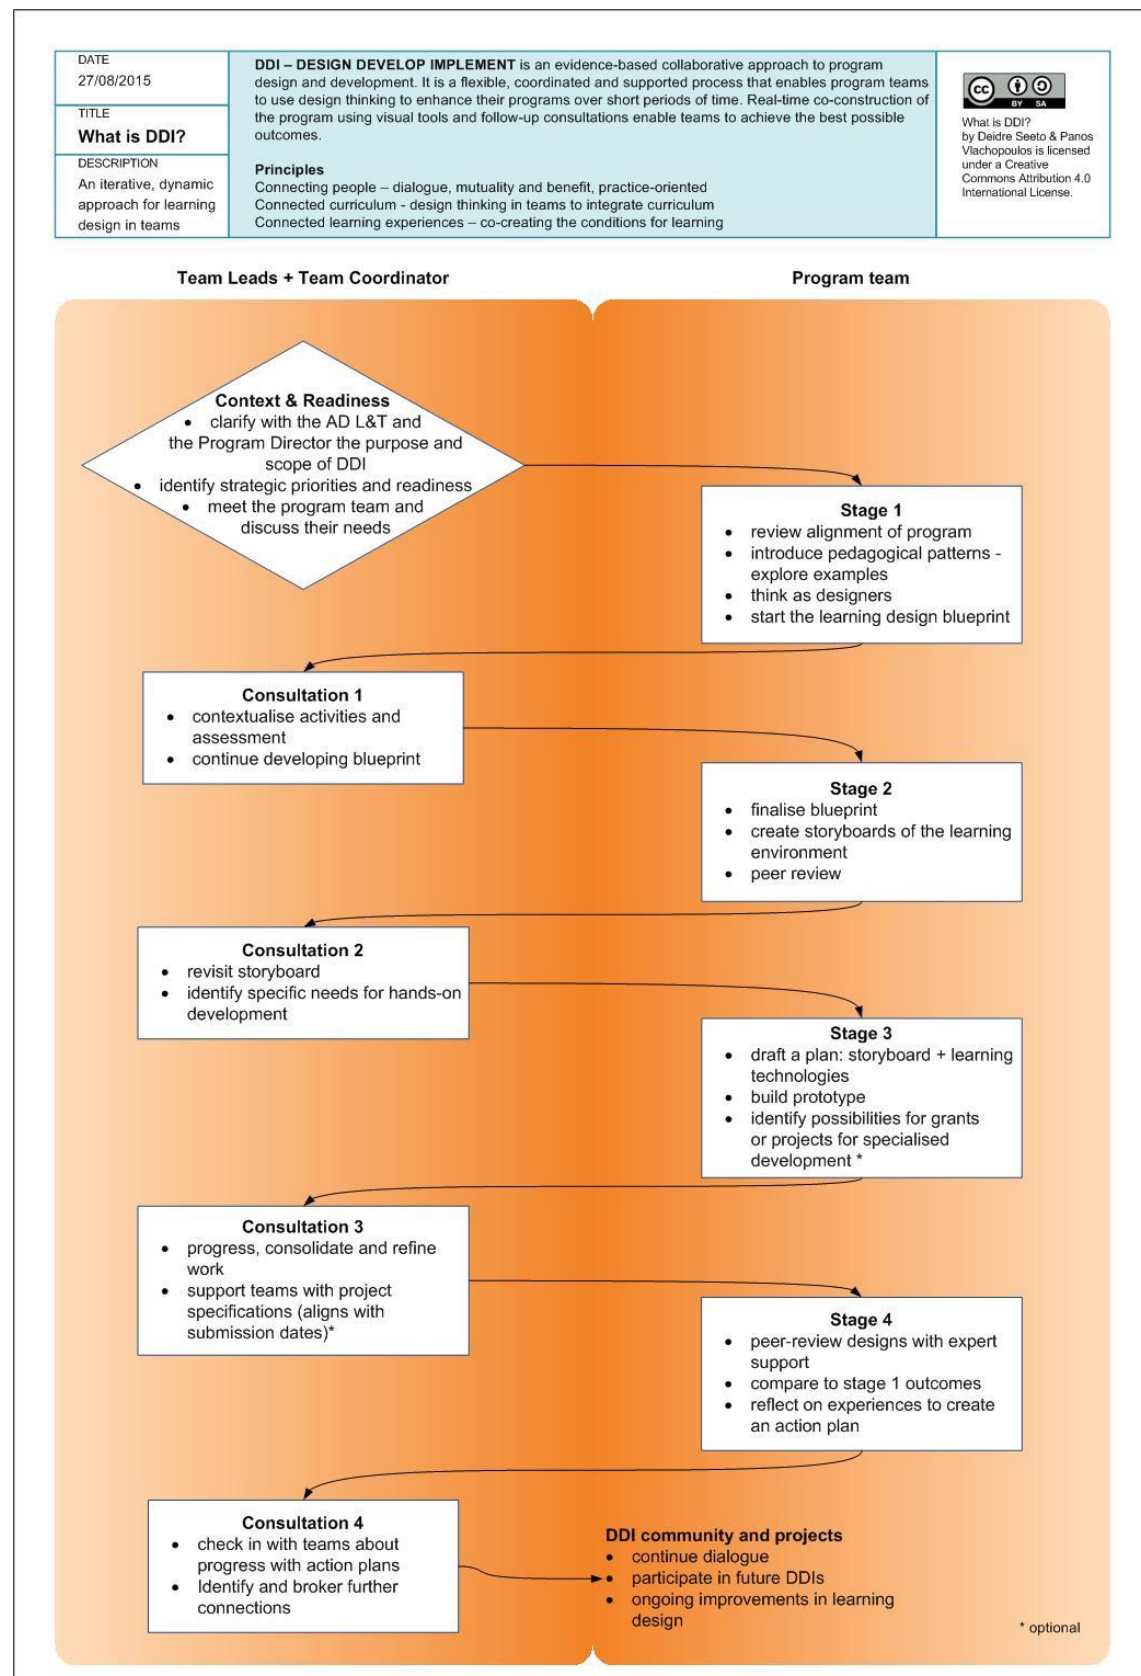 DATE
27/08/2015
TITLE
What is DDI?
DESCRIPTION
An iterative, dynamic
approach for learning
design in teams
DDI – DESIGN DEVELOP IMPLEMENT is an evidence-based collaborative approach to program
design and development. It is a flexible, coordinated and supported process that enables program teams
to use design thinking to enhance their programs over short periods of time. Real-time co-construction of
the program using visual tools and follow-up consultations enable teams to achieve the best possible
outcomes.
Principles
Connecting people – dialogue, mutuality and benefit, practice-oriented
Connected curriculum - design thinking in teams to integrate curriculum
Connected learning experiences – co-creating the conditions for learning
cc
BY SA
What is DDI?
by Deidre Seeto & Panos
Vlachopoulos is licensed
under a Creative
Commons Attribution 4.0
International License.
Team Leads + Team Coordinator
Program team
Context & Readiness
• clarify with the AD L&T and
the Program Director the purpose and
scope of DDI
• identify strategic priorities and readiness
• meet the program team and
discuss their needs
Stage 1
• review alignment of program
• introduce pedagogical patterns -
explore examples
• think as designers
• start the learning design blueprint
Consultation 1
• contextualise activities and
assessment
• continue developing blueprint
Stage 2
• finalise blueprint
• create storyboards of the learning
environment
• peer review
Consultation 2
• revisit storyboard
• identify specific needs for hands-on
development
Stage 3
• draft a plan: storyboard + learning
technologies
• build prototype
• identify possibilities for grants
or projects for specialised
development *
Consultation 3
• progress, consolidate and refine
work
• support teams with project
specifications (aligns with
submission dates)*
Stage 4
• peer-review designs with expert
support
• compare to stage 1 outcomes
• reflect on experiences to create
an action plan
Consultation 4
• check in with teams about
progress with action plans
• Identify and broker further
connections
DDI community and projects
• continue dialogue
• participate in future DDIs
• ongoing improvements in learning
design
* optional